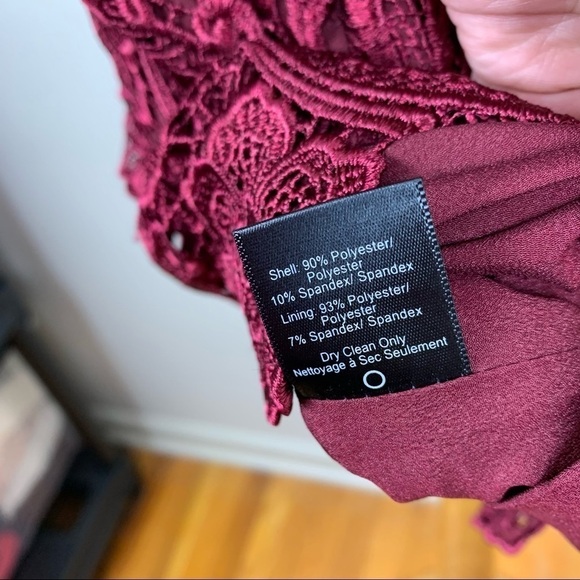 Shell: 90% Polyester/
Polyester
10% Spandex/ Spandex
Lining: 93% Polyester/
Polyester
7% Spandex/ Spandex
Dry Clean Only
Nettoyage à Sec Seulement